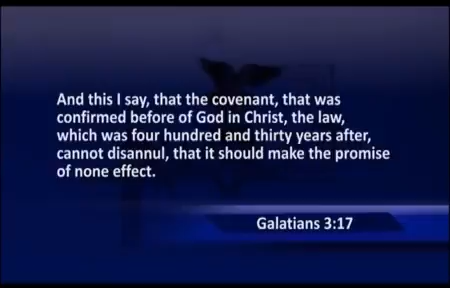 And this I say, that the covenant, that was
confirmed before of God in Christ, the law,
which was four hundred and thirty years after,
cannot disannul, that it should make the promise
of none effect.
Galatians 3:17